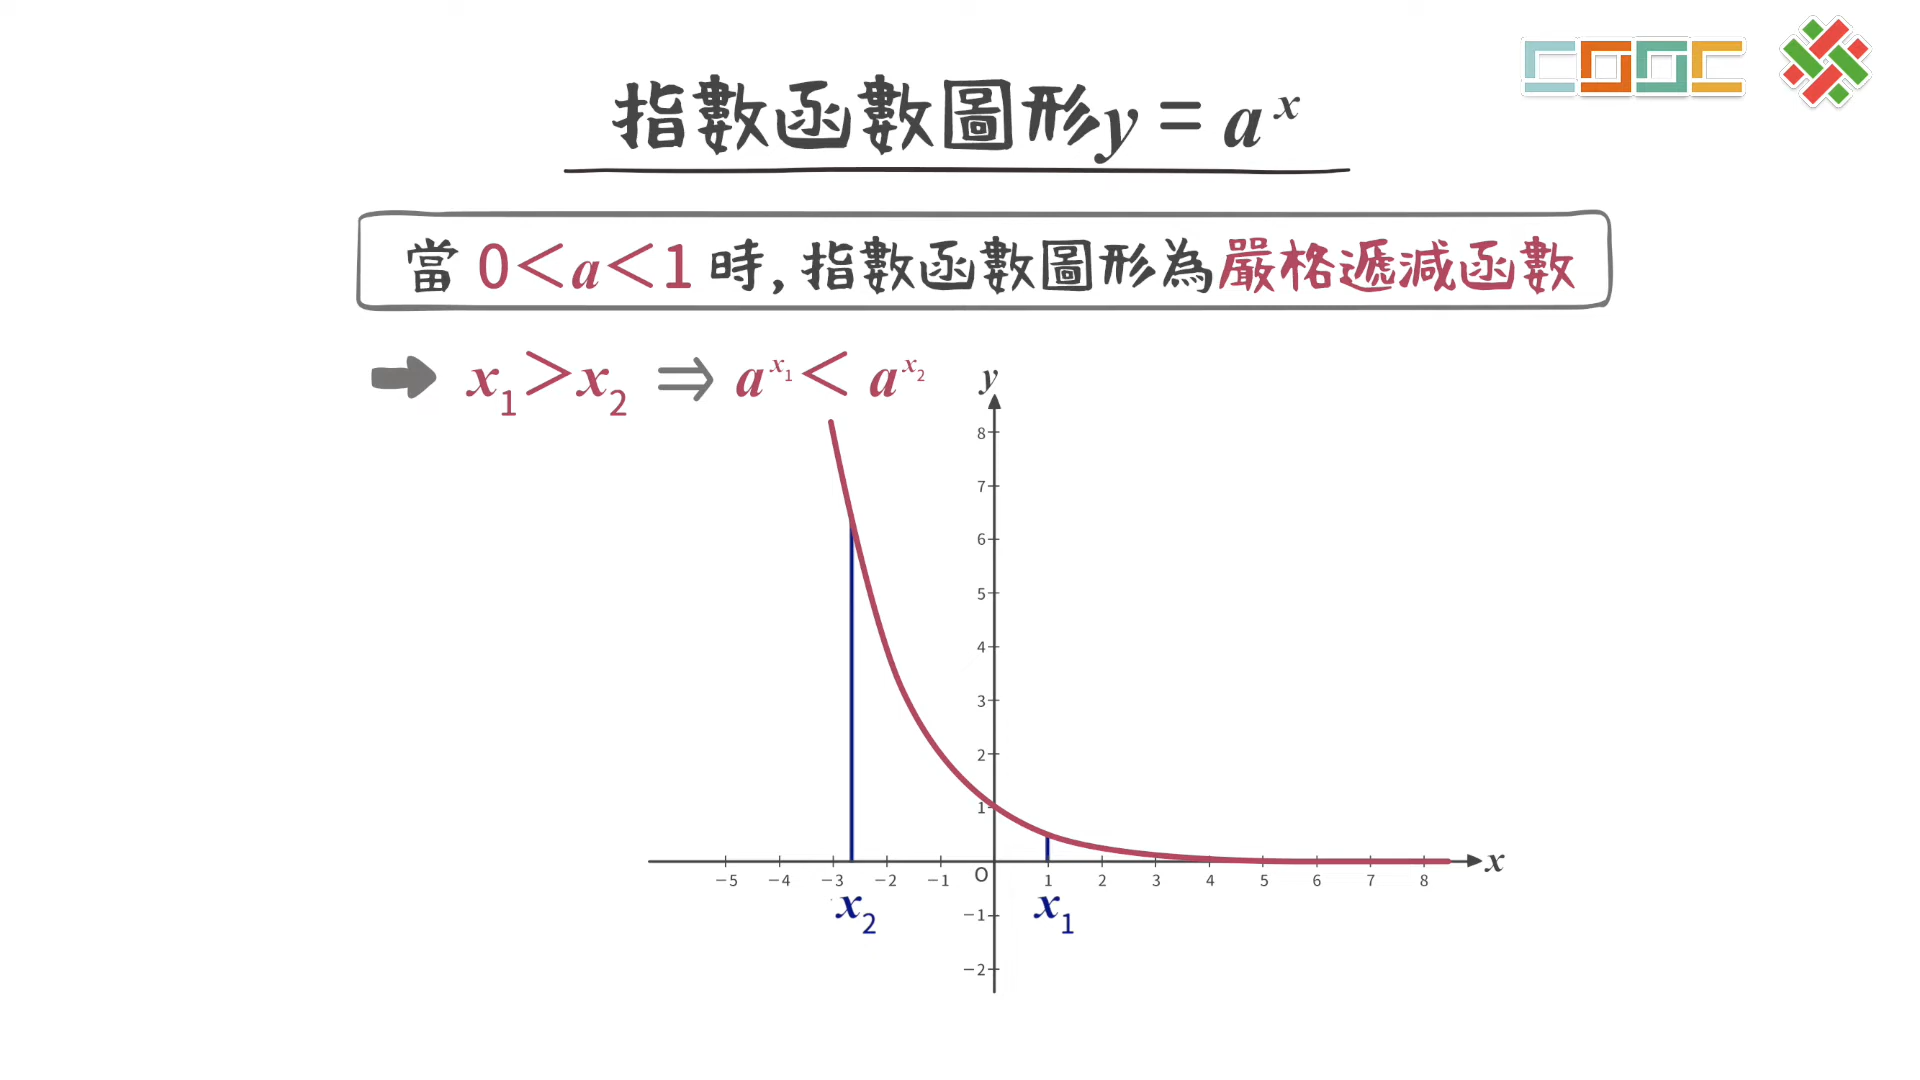 COOC
指數函數圖形y = a^x
當 0＜a＜1 時, 指數函數圖形為嚴格遞減函數
x₁＞x₂ ⇒ a^x₁＜ a^x₂
y
8
7
6
5
4
3
2
1
−5 −4 −3 −2 −1 O 1 2 3 4 5 6 7 8 x
x₂ x₁
−1
−2